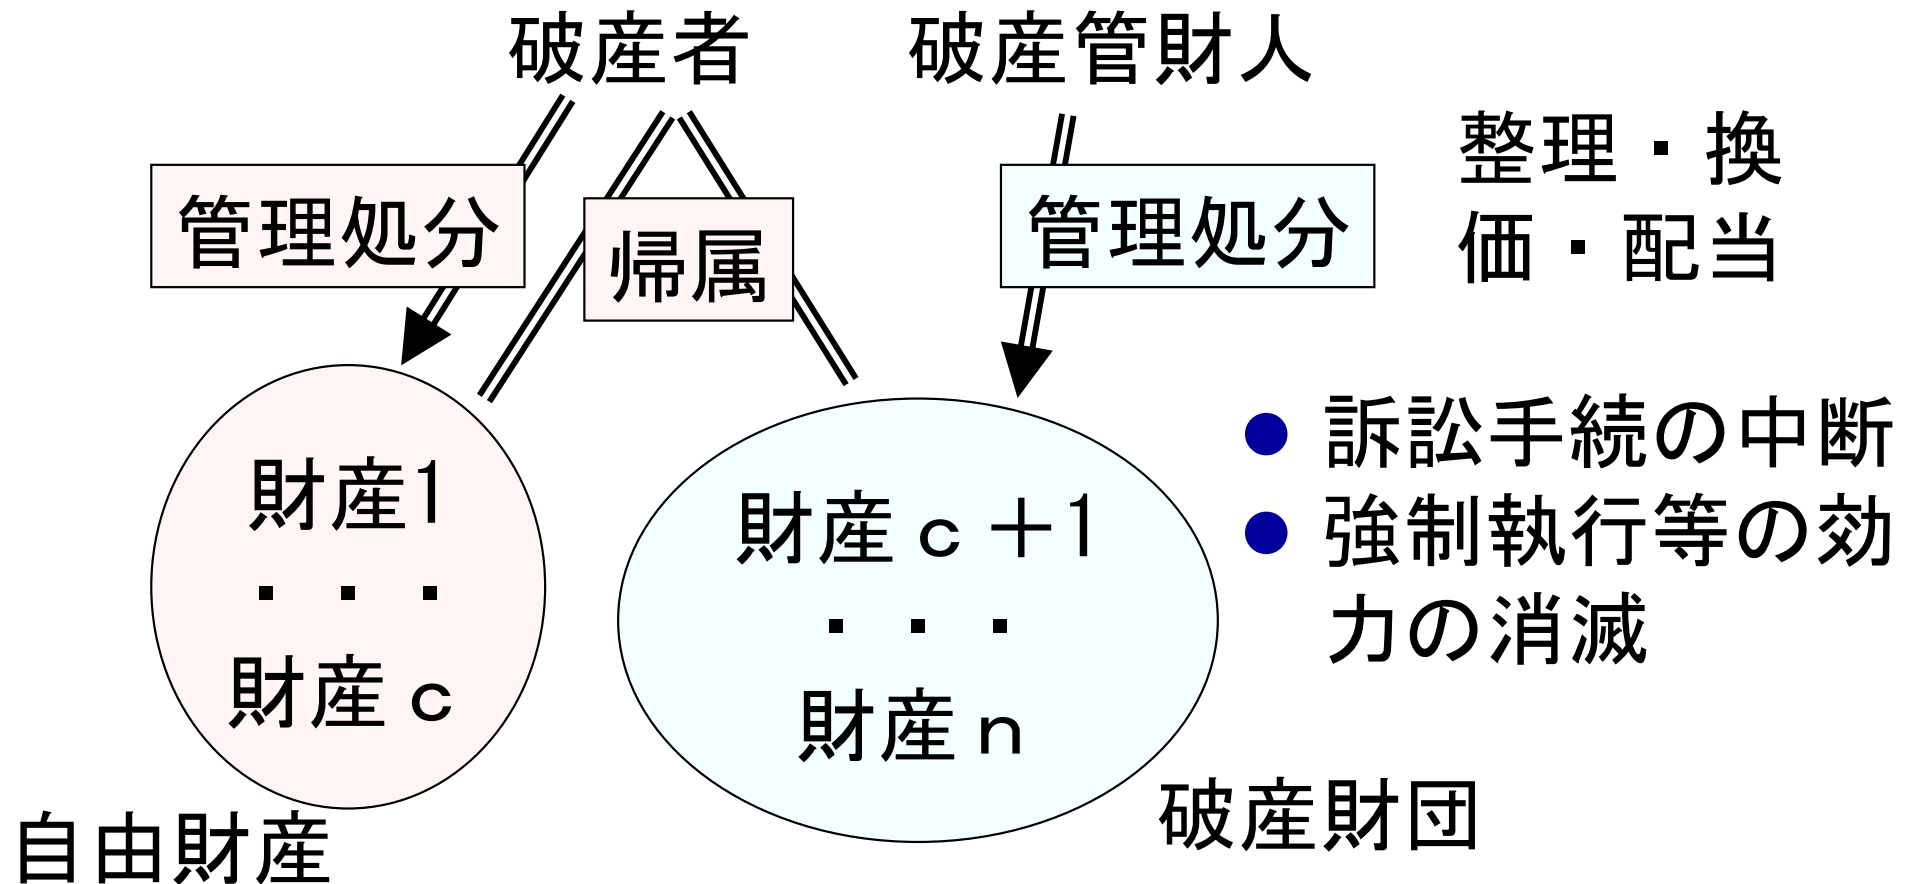 破産者
破産管財人
整理・換
価・配当
管理処分
帰属
管理処分
財産1
・・・
財産c
自由財産
財産c+1
・・・
財産n
破産財団
● 訴訟手続の中断
● 強制執行等の効
力の消滅